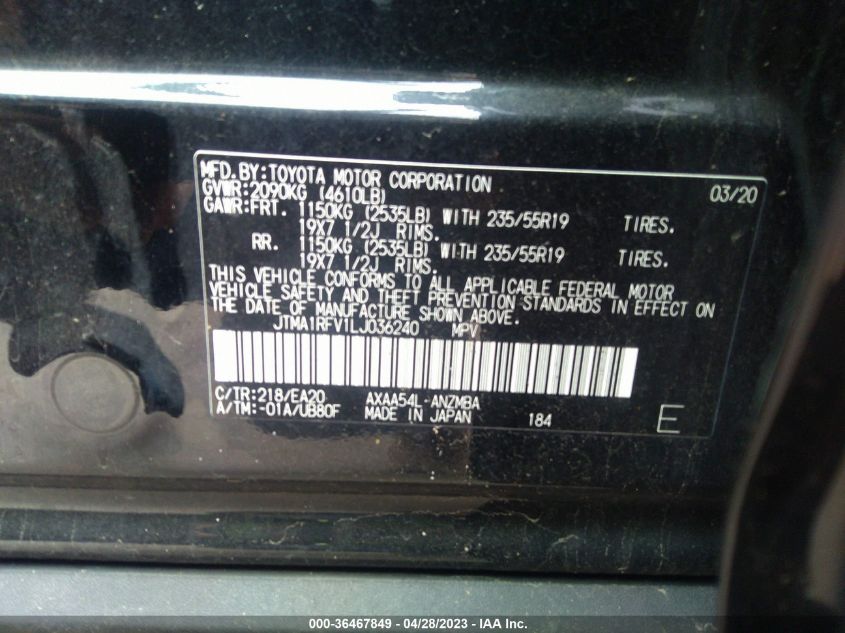 MFD.BY:TOYOTA MOTOR CORPORATION 03/20
GVWR:2090KG (4610LB)
GAWR:FRT. 1150KG (2535LB) WITH 235/55R19 TIRES.
19X7 1/2J RIMS.
RR. 1150KG (2535LB) WITH 235/55R19 TIRES.
19X7 1/2J RIMS.
THIS VEHICLE CONFORMS TO ALL APPLICABLE FEDERAL MOTOR
VEHICLE SAFETY AND THEFT PREVENTION STANDARDS IN EFFECT ON
THE DATE OF MANUFACTURE SHOWN ABOVE.
JTMA1RFV1LJ036240 MPV
C/TR:218/EA20 AXAA54L-ANZMBA
A/TM:-01A/UB80F MADE IN JAPAN 184 E
000-36467849 - 04/28/2023 - IAA Inc.